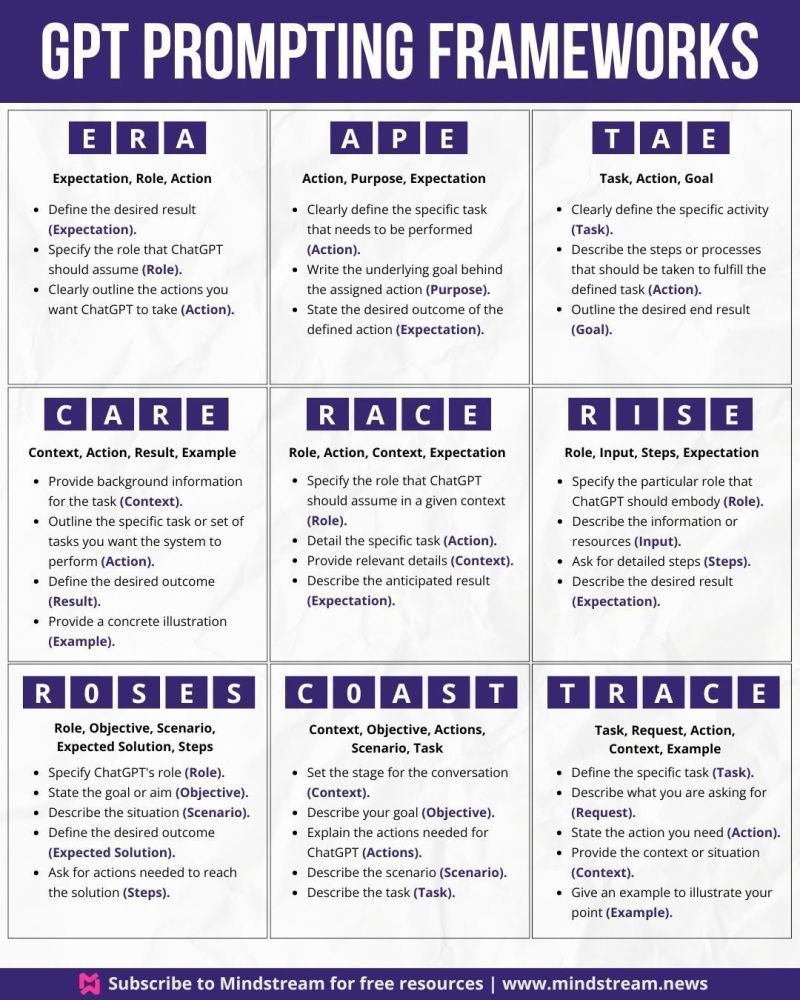 GPT PROMPTING FRAMEWORKS
E R A
Expectation, Role, Action
• Define the desired result
(Expectation).
• Specify the role that ChatGPT
should assume (Role).
• Clearly outline the actions you
want ChatGPT to take (Action).
A P E
Action, Purpose, Expectation
• Clearly define the specific task
that needs to be performed
(Action).
• Write the underlying goal behind
the assigned action (Purpose).
• State the desired outcome of the
defined action (Expectation).
T A E
Task, Action, Goal
• Clearly define the specific activity
(Task).
• Describe the steps or processes
that should be taken to fulfill the
defined task (Action).
• Outline the desired end result
(Goal).
C A R E
Context, Action, Result, Example
• Provide background information
for the task (Context).
• Outline the specific task or set of
tasks you want the system to
perform (Action).
• Define the desired outcome
(Result).
• Provide a concrete illustration
(Example).
R A C E
Role, Action, Context, Expectation
• Specify the role that ChatGPT
should assume in a given context
(Role).
• Detail the specific task (Action).
• Provide relevant details (Context).
• Describe the anticipated result
(Expectation).
R I S E
Role, Input, Steps, Expectation
• Specify the particular role that
ChatGPT should embody (Role).
• Describe the information or
resources (Input).
• Ask for detailed steps (Steps).
• Describe the desired result
(Expectation).
R 0 S E S
Role, Objective, Scenario,
Expected Solution, Steps
• Specify ChatGPT's role (Role).
• State the goal or aim (Objective).
• Describe the situation (Scenario).
• Define the desired outcome
(Expected Solution).
• Ask for actions needed to reach
the solution (Steps).
C 0 A S T
Context, Objective, Actions,
Scenario, Task
• Set the stage for the conversation
(Context).
• Describe your goal (Objective).
• Explain the actions needed for
ChatGPT (Actions).
• Describe the scenario (Scenario).
• Describe the task (Task).
T R A C E
Task, Request, Action,
Context, Example
• Define the specific task (Task).
• Describe what you are asking for
(Request).
• State the action you need (Action).
• Provide the context or situation
(Context).
• Give an example to illustrate your
point (Example).
Subscribe to Mindstream for free resources | www.mindstream.news